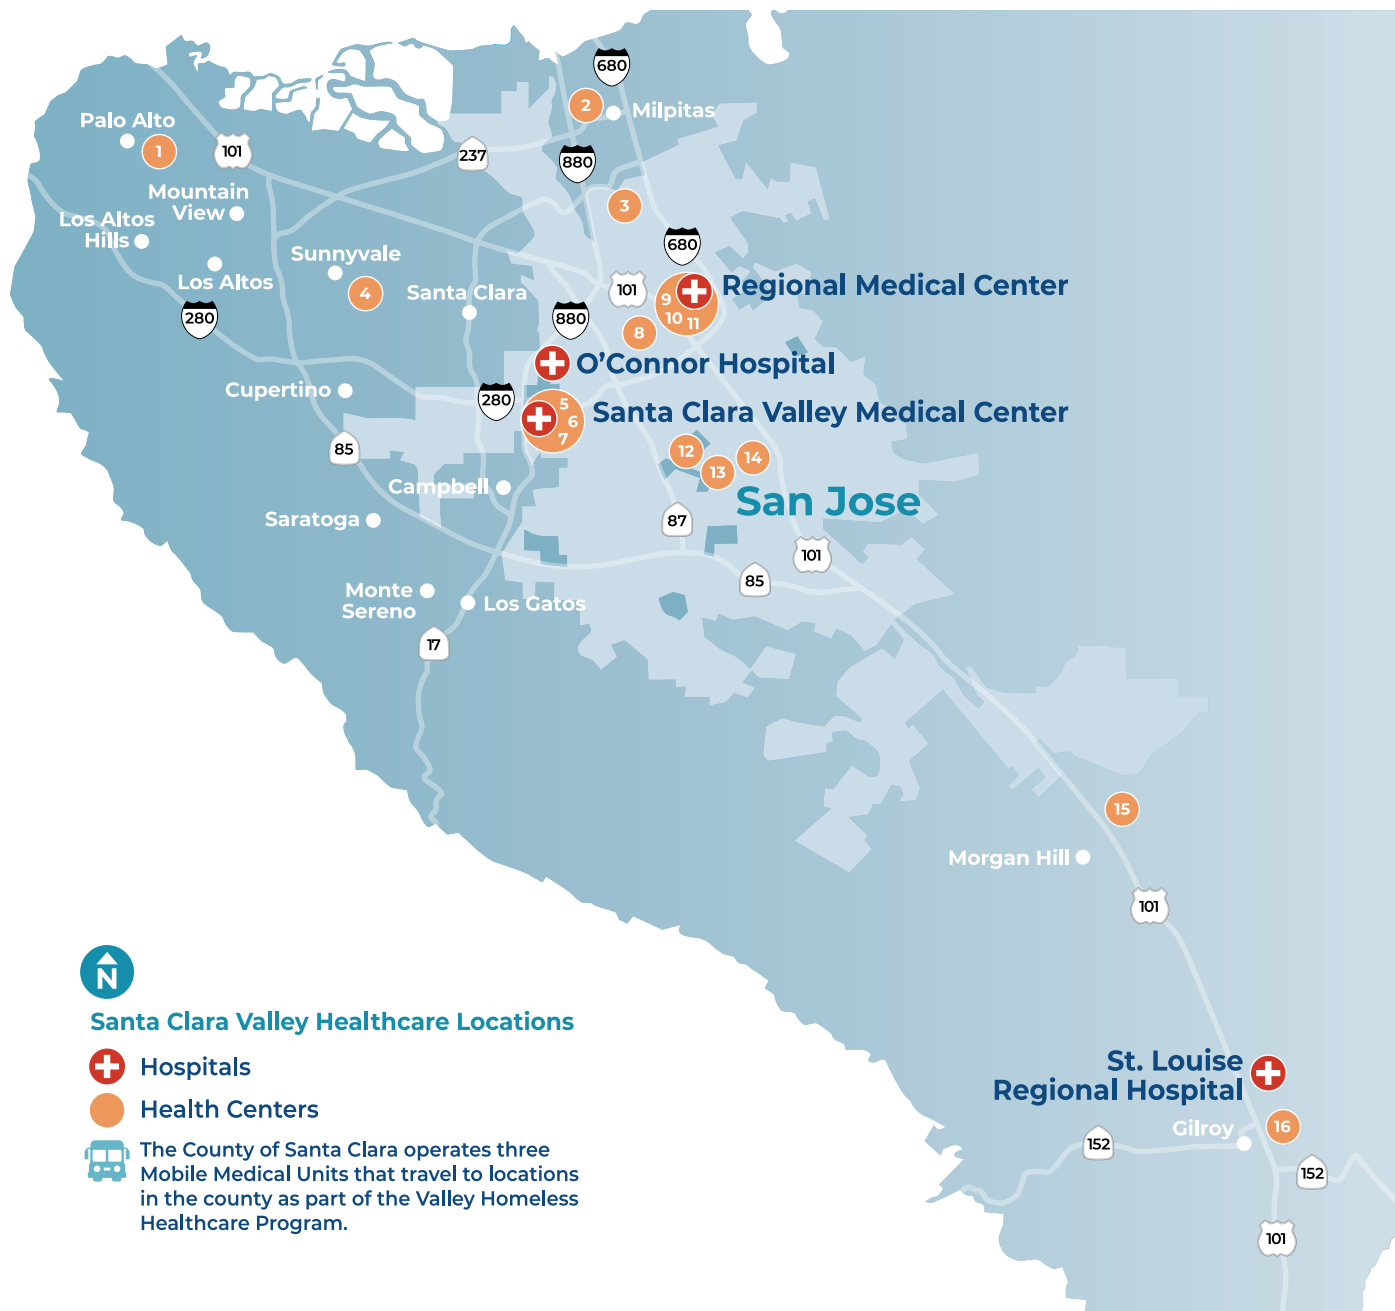 680
2
Milpitas
Palo Alto
1
101
237
880
Mountain
View
3
Los Altos
Hills
680
Sunnyvale
Los Altos
4
Santa Clara
101
Regional Medical Center
9
10
11
280
880
8
O'Connor Hospital
Cupertino
280
5
6
7
Santa Clara Valley Medical Center
85
12
13
14
Campbell
San Jose
Saratoga
87
101
85
Monte
Sereno
Los Gatos
17
15
Morgan Hill
101
N
Santa Clara Valley Healthcare Locations
Hospitals
Health Centers
The County of Santa Clara operates three
Mobile Medical Units that travel to locations
in the county as part of the Valley Homeless
Healthcare Program.
St. Louise
Regional Hospital
16
Gilroy
152
152
101